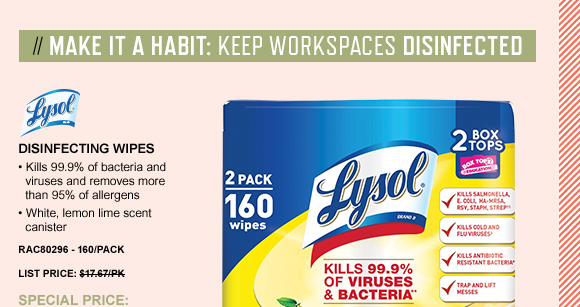 // MAKE IT A HABIT: KEEP WORKSPACES DISINFECTED
Lysol
DISINFECTING WIPES
• Kills 99.9% of bacteria and
viruses and removes more
than 95% of allergens
• White, lemon lime scent
canister
RAC80296 - 160/PACK
LIST PRICE: $17.67/PK
SPECIAL PRICE:
2 BOX
TOPS
BOX TOPS
EDUCATION
2 PACK
160
wipes
Lysol
BRAND III
KILLS 99.9%
OF VIRUSES
& BACTERIA**
KILLS SALMONELLA,
E. COLI, HA-MRSA,
RSV, STAPH, STREP
KILLS COLD AND
FLU VIRUSES
KILLS ANTIBIOTIC
RESISTANT BACTERIA
TRAP AND LIFT
MESSES